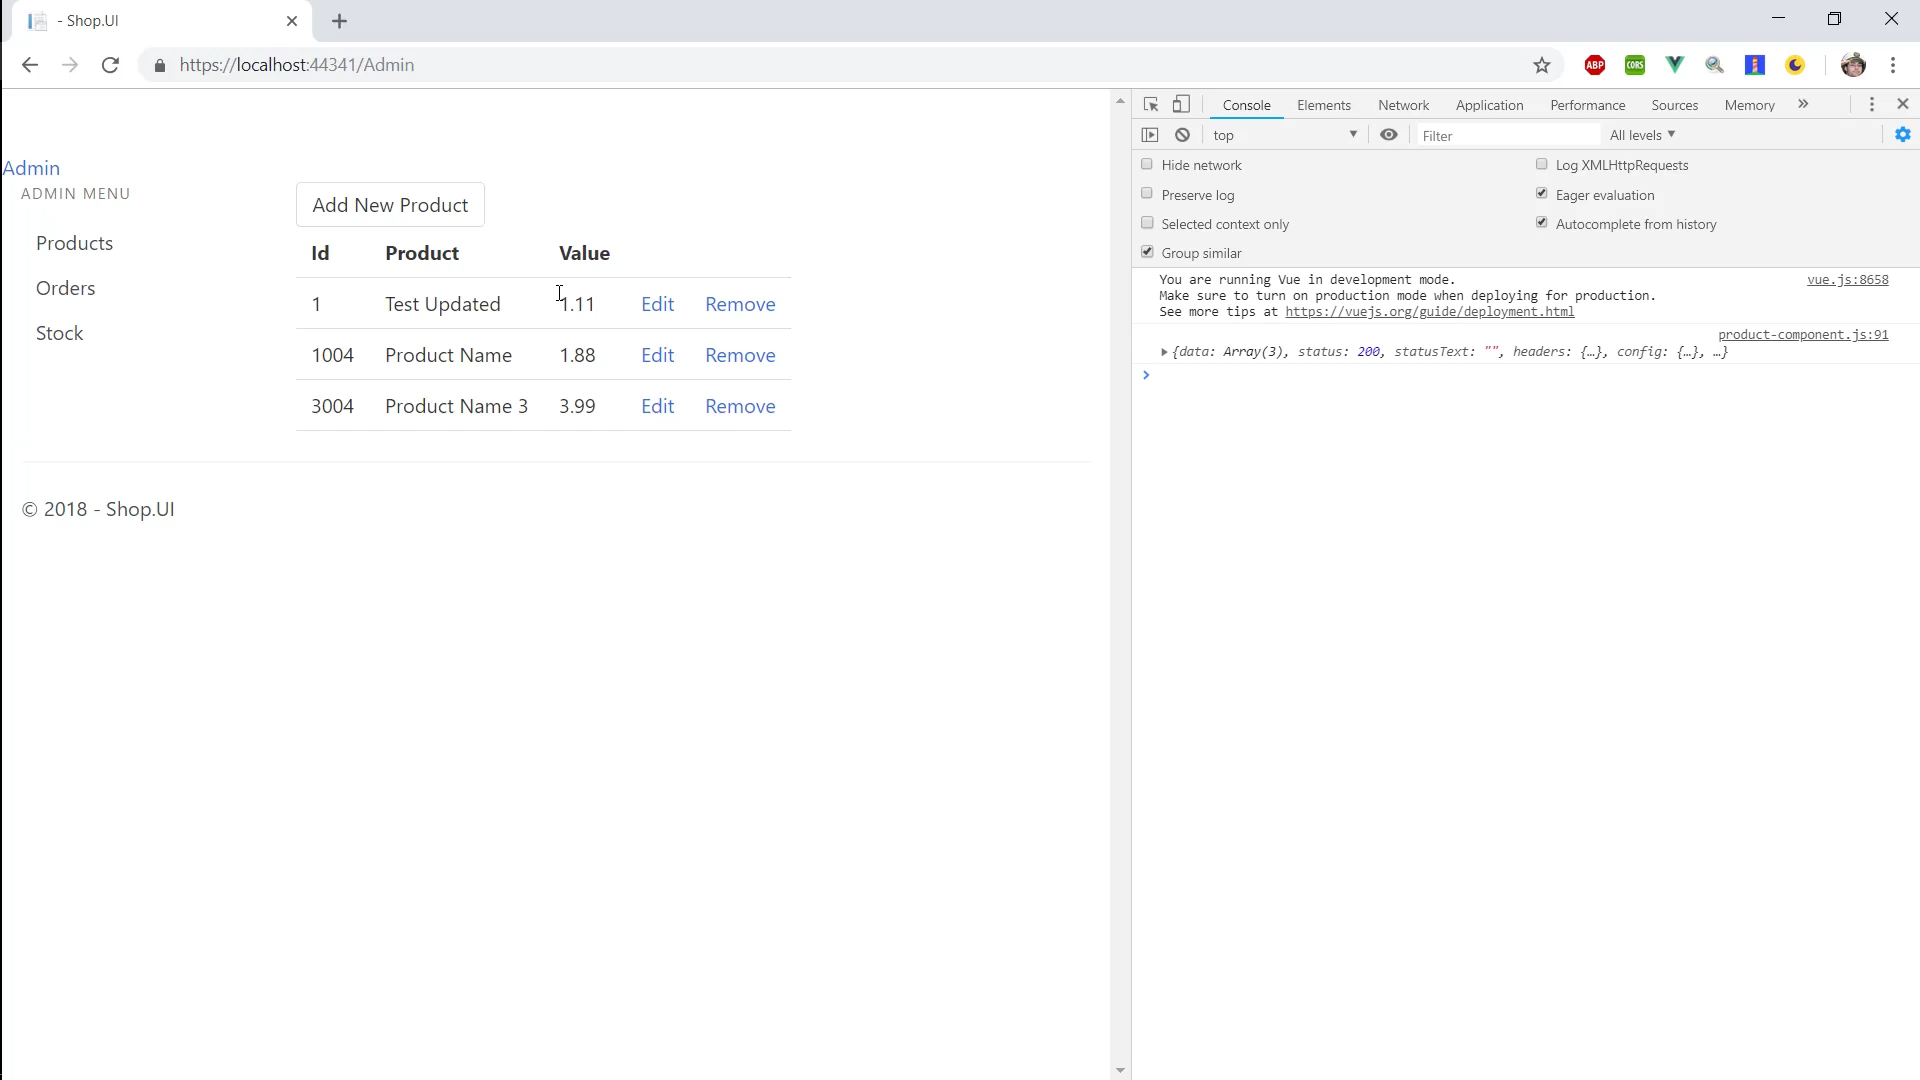 - Shop.UI
https://localhost:44341/Admin
ABP
CORS
Admin
ADMIN MENU
Products
Orders
Stock
Add New Product
Id Product Value
1 Test Updated 1.11 Edit Remove
1004 Product Name 1.88 Edit Remove
3004 Product Name 3 3.99 Edit Remove
© 2018 - Shop.UI
Console Elements Network Application Performance Sources Memory »
top Filter All levels
Hide network Log XMLHttpRequests
Preserve log Eager evaluation
Selected context only Autocomplete from history
Group similar
You are running Vue in development mode. vue.js:8658
Make sure to turn on production mode when deploying for production.
See more tips at https://vuejs.org/guide/deployment.html
product-component.js:91
{data: Array(3), status: 200, statusText: "", headers: {…}, config: {…}, …}